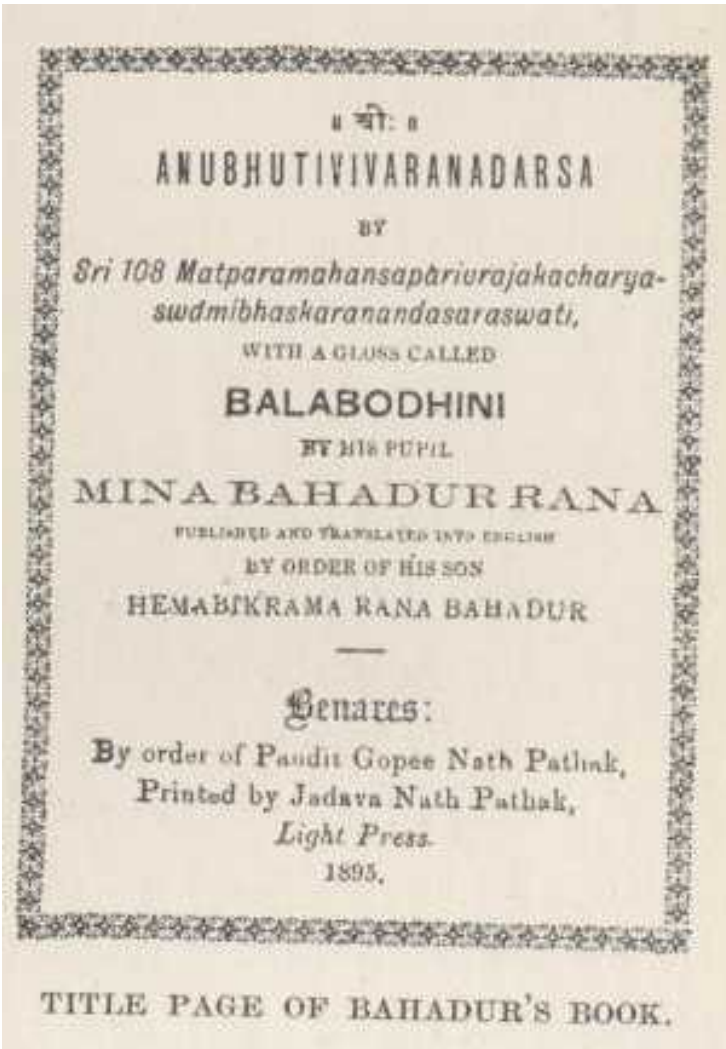 ॥ श्रीः ॥
ANUBHUTIVIVARANADARSA
BY
Sri 108 Matparamahansaparivrajakacharya-
swdmibhaskaranandasaraswati,
WITH A GLOSS CALLED
BALABODHINI
BY HIS PUPIL
MINA BAHADUR RANA
PUBLISHED AND TRANSLATED INTO ENGLISH
BY ORDER OF HIS SON
HEMABIKRAMA RANA BAHADUR
Benares:
By order of Pandit Gopee Nath Pathak,
Printed by Jadava Nath Pathak,
Light Press.
1895.
TITLE PAGE OF BAHADUR'S BOOK.